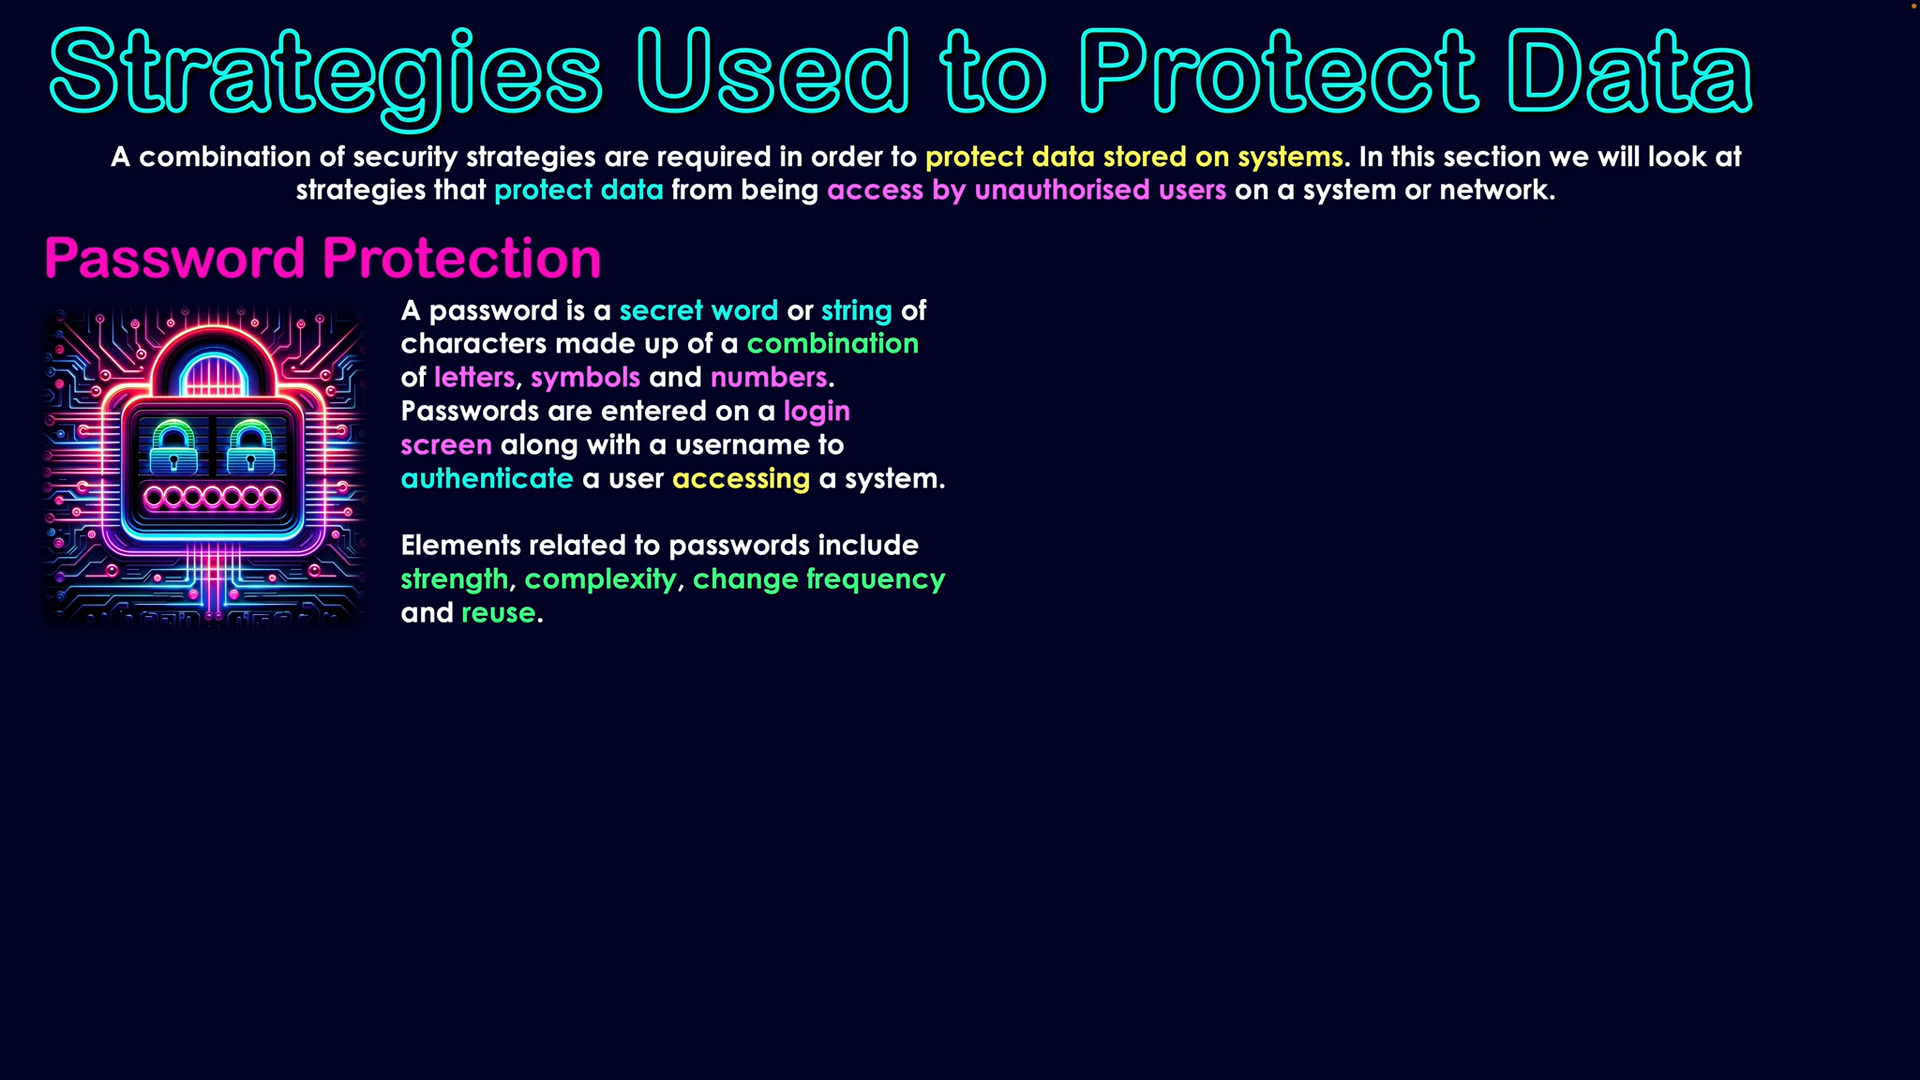 Strategies Used to Protect Data
A combination of security strategies are required in order to protect data stored on systems. In this section we will look at
strategies that protect data from being access by unauthorised users on a system or network.
Password Protection
A password is a secret word or string of
characters made up of a combination
of letters, symbols and numbers.
Passwords are entered on a login
screen along with a username to
authenticate a user accessing a system.
Elements related to passwords include
strength, complexity, change frequency
and reuse.